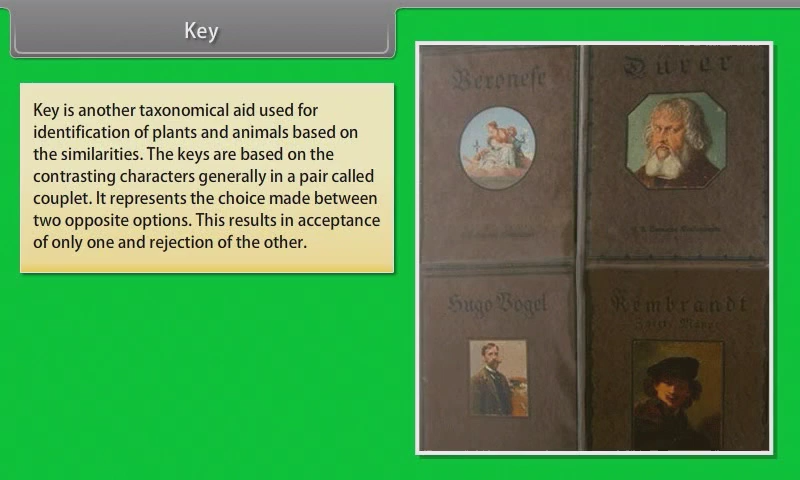 Key
Key is another taxonomical aid used for
identification of plants and animals based on
the similarities. The keys are based on the
contrasting characters generally in a pair called
couplet. It represents the choice made between
two opposite options. This results in acceptance
of only one and rejection of the other.
Veronese
Dürer
Hugo Vogel
Rembrandt